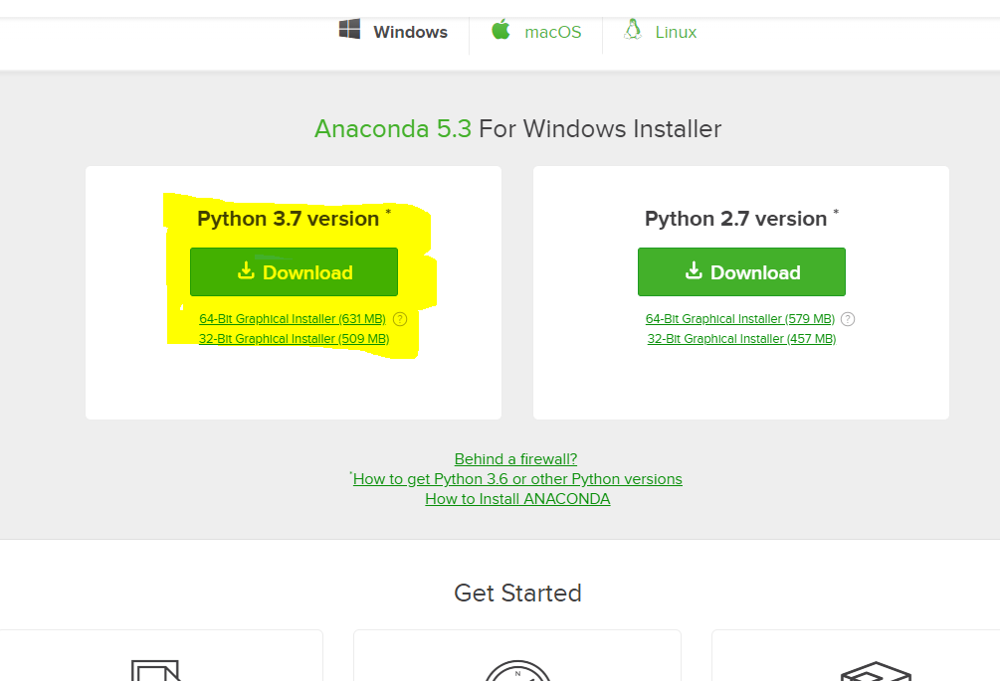 Windows
macOS
Linux
Anaconda 5.3 For Windows Installer
Python 3.7 version *
Download
64-Bit Graphical Installer (631 MB) ?
32-Bit Graphical Installer (509 MB)
Python 2.7 version *
Download
64-Bit Graphical Installer (579 MB) ?
32-Bit Graphical Installer (457 MB)
Behind a firewall?
*How to get Python 3.6 or other Python versions
How to Install ANACONDA
Get Started
N